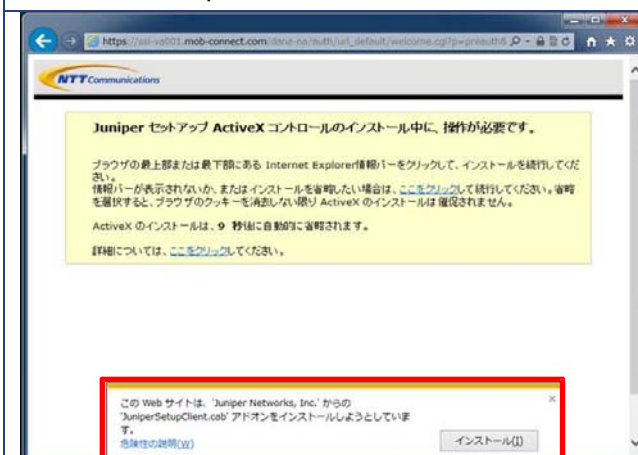 https://ssl-vs001.mob-connect.com/dana-na/auth/url_default/welcome.cgi?p=preauth&
NTT Communications
Juniper セットアップ ActiveX コントロールのインストール中に、操作が必要です。
ブラウザの最上部または最下部にある Internet Explorer情報バーをクリックして、インストールを続行してくだ
さい。
情報バーが表示されないか、またはインストールを省略したい場合は、ここをクリックして続行してください。省略
を選択すると、ブラウザのクッキーを消去しない限り ActiveX のインストールは催促されません。
ActiveX のインストールは、9 秒後に自動的に省略されます。
詳細については、ここをクリックしてください。
この Web サイトは、'Juniper Networks, Inc.' からの
'JuniperSetupClient.cab' アドオンをインストールしようとしていま
す。
危険性の説明(W)
インストール(I)